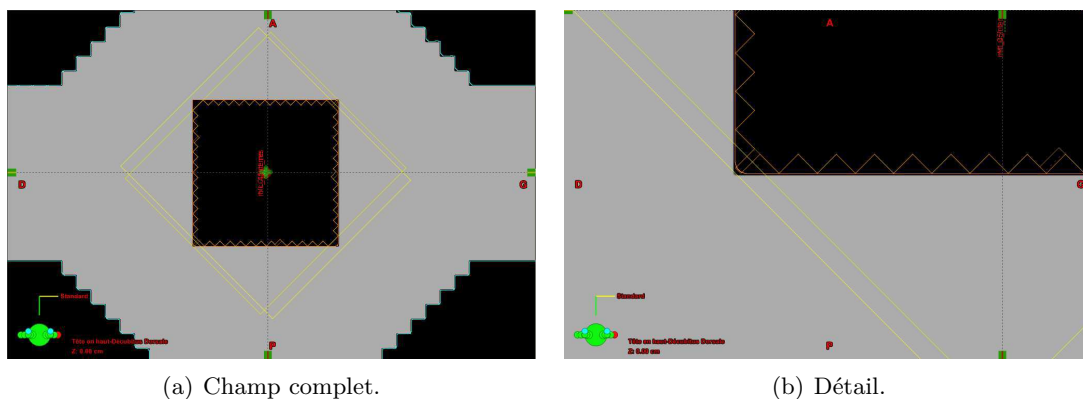 A
D
G
Standard
Tête en haut-Décubitus Dorsale
Z: 0.00 cm
P
A
D
G
Standard
Tête en haut-Décubitus Dorsale
Z: 0.00 cm
P
(a) Champ complet.
(b) Détail.